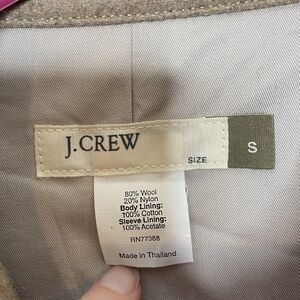 J.CREW
SIZE
S
80% Wool
20% Nylon
Body Lining:
100% Cotton
Sleeve Lining:
100% Acetate
RN77388
Made in Thailand